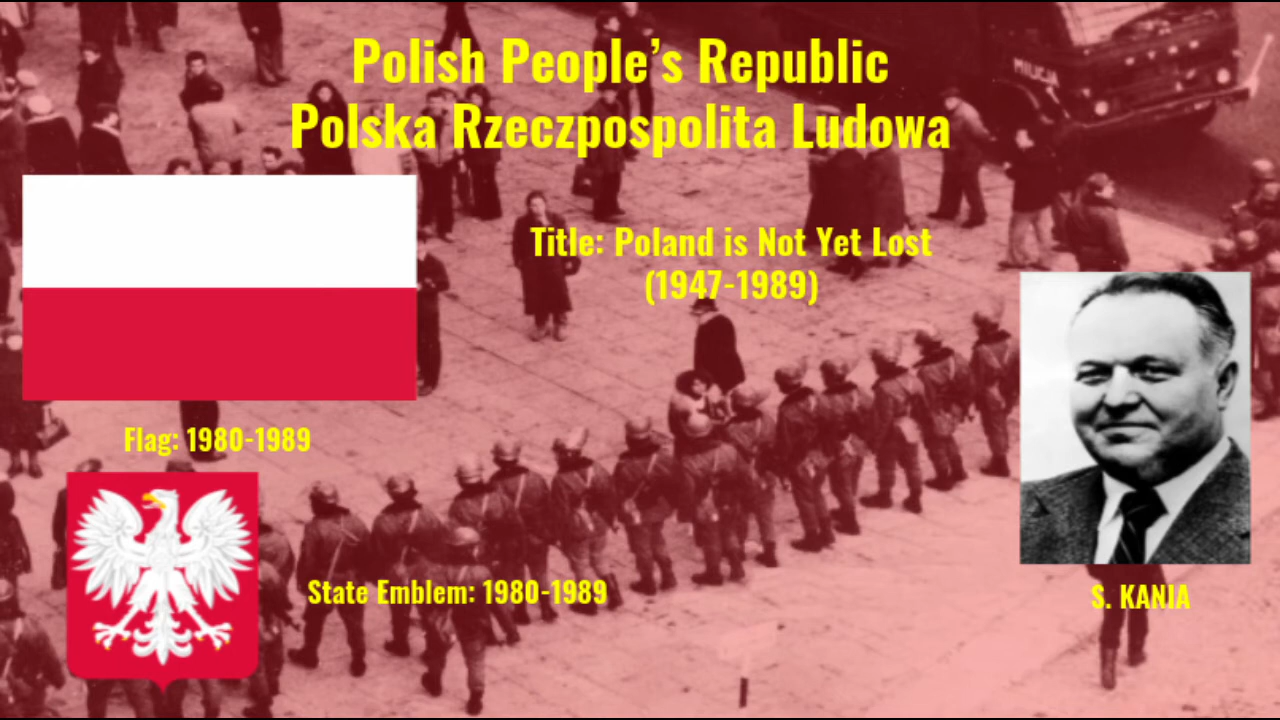 Polish People’s Republic
Polska Rzeczpospolita Ludowa
MILICJA
Title: Poland is Not Yet Lost
(1947-1989)
Flag: 1980-1989
State Emblem: 1980-1989
S. KANIA